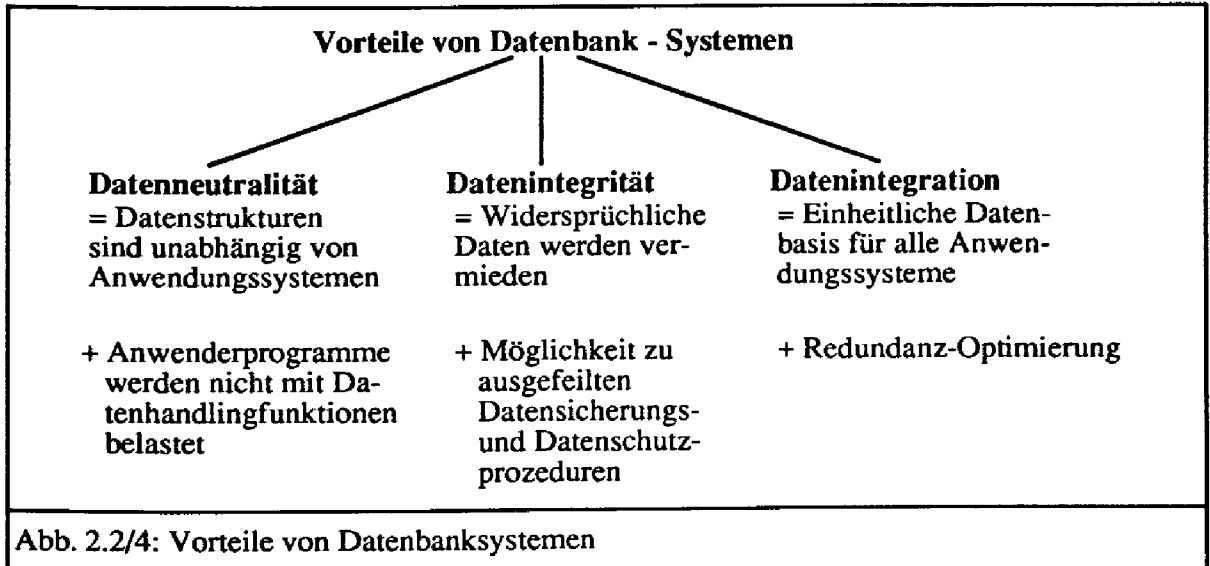 Vorteile von Datenbank - Systemen
Datenneutralität
= Datenstrukturen
sind unabhängig von
Anwendungssystemen
+ Anwenderprogramme
werden nicht mit Da-
tenhandlingfunktionen
belastet
Datenintegrität
= Widersprüchliche
Daten werden ver-
mieden
+ Möglichkeit zu
ausgefeilten
Datensicherungs-
und Datenschutz-
prozeduren
Datenintegration
= Einheitliche Daten-
basis für alle Anwen-
dungssysteme
+ Redundanz-Optimierung
Abb. 2.2/4: Vorteile von Datenbanksystemen